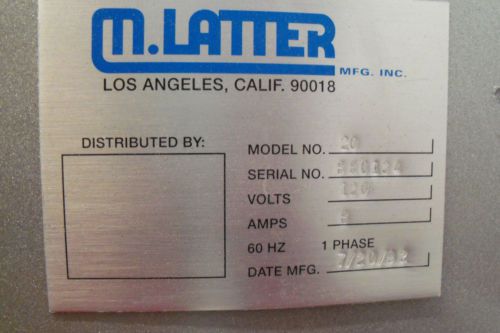 M. LATTER
MFG. INC.
LOS ANGELES, CALIF. 90018
DISTRIBUTED BY:
MODEL NO. 20
SERIAL NO.
VOLTS 120
AMPS
60 HZ 1 PHASE
DATE MFG.